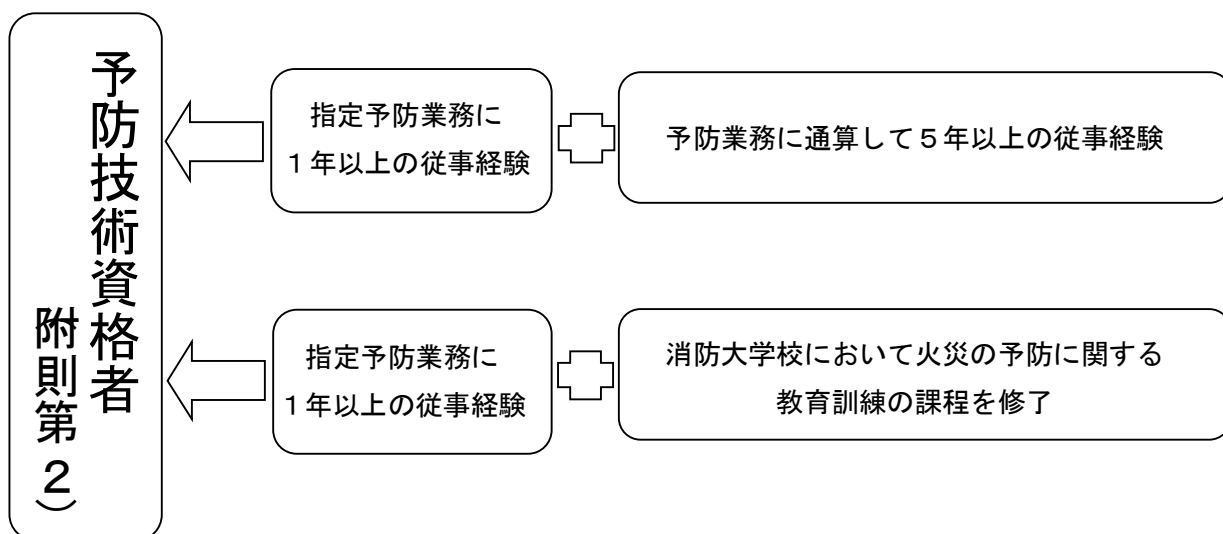 予防技術資格者
附則第２）
指定予防業務に
１年以上の従事経験
予防業務に通算して５年以上の従事経験
指定予防業務に
１年以上の従事経験
消防大学校において火災の予防に関する
教育訓練の課程を修了